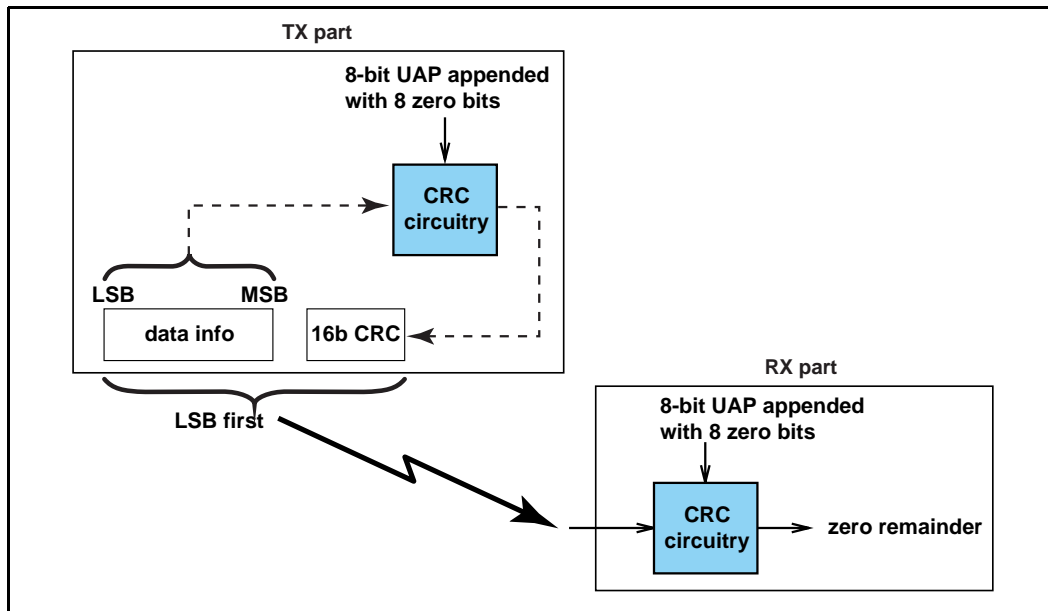 TX part
8-bit UAP appended
with 8 zero bits
CRC
circuitry
LSB
MSB
data info
16b CRC
LSB first
RX part
8-bit UAP appended
with 8 zero bits
CRC
circuitry
zero remainder